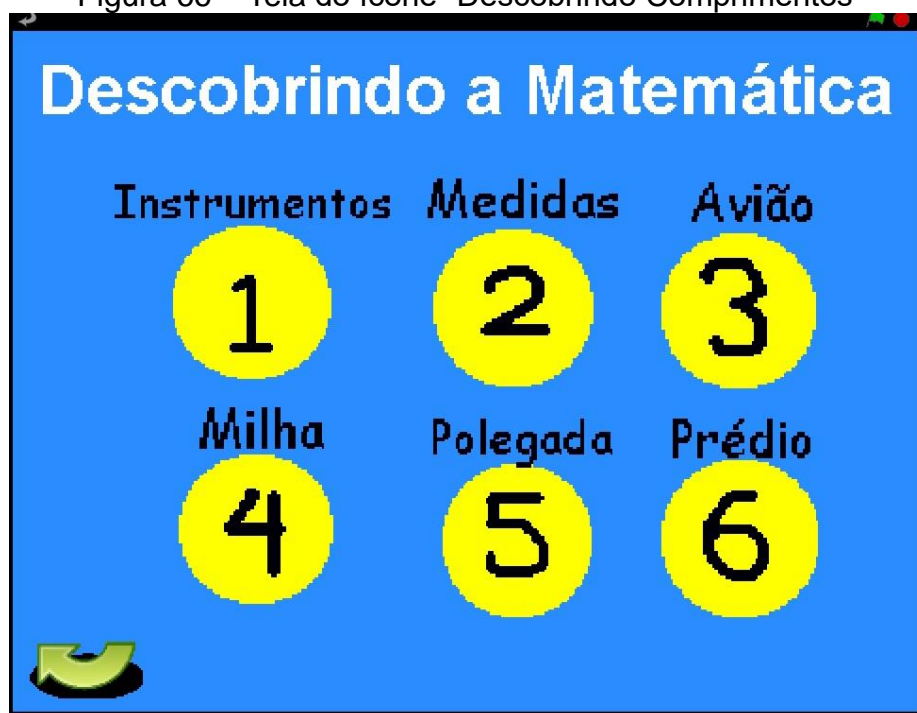 Tela do ícone "Descobrindo Comprimentos"
Descobrindo a Matemática
Instrumentos Medidas Avião
1 2 3
Milha Polegada Prédio
4 5 6